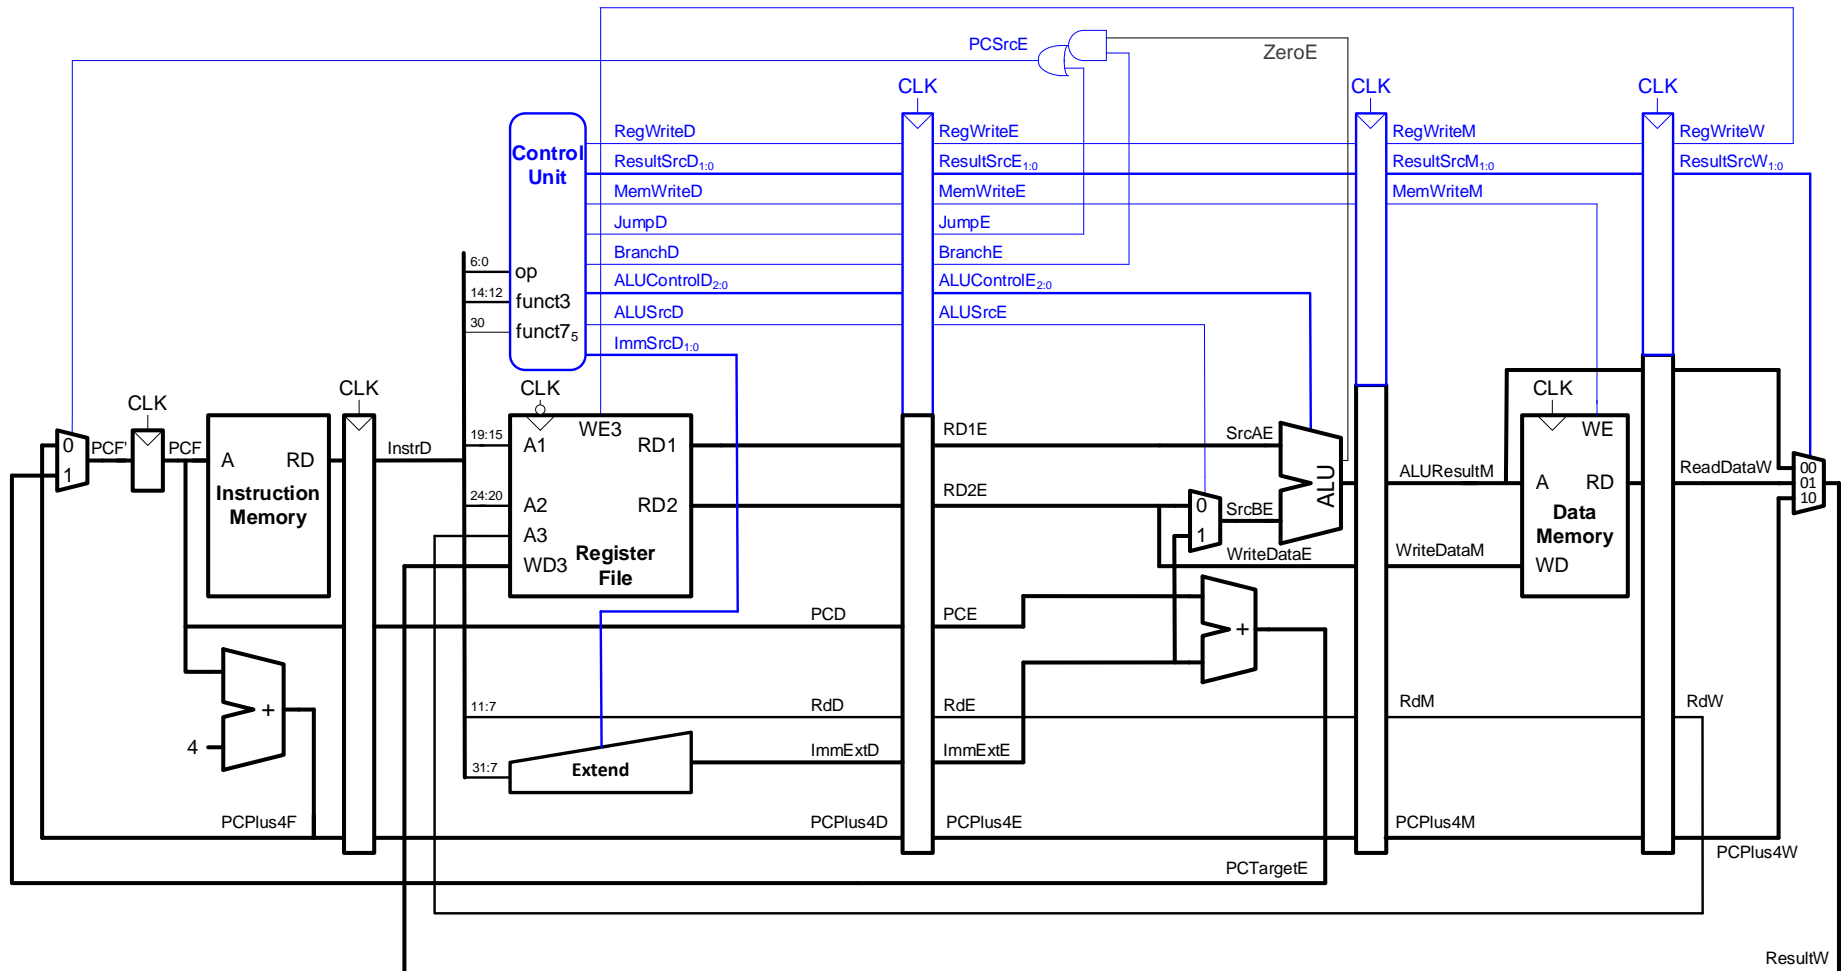 PCSrcE
ZeroE
CLK
CLK
CLK
Control
Unit
RegWriteD
ResultSrcD1:0
MemWriteD
JumpD
BranchD
ALUControlD2:0
ALUSrcD
ImmSrcD1:0
6:0
op
14:12
funct3
30
funct75
RegWriteE
ResultSrcE1:0
MemWriteE
JumpE
BranchE
ALUControlE2:0
ALUSrcE
RegWriteM
ResultSrcM1:0
MemWriteM
RegWriteW
ResultSrcW1:0
CLK
CLK
CLK
CLK
0
1
PCF'
PCF
A
RD
Instruction
Memory
InstrD
19:15
A1
WE3
RD1
24:20
A2
RD2
A3
WD3
Register
File
RD1E
RD2E
SrcAE
0
1
SrcBE
ALU
WriteDataE
ALUResultM
WriteDataM
WE
A
RD
Data
Memory
WD
ReadDataW
00
01
10
PCD
PCE
+
+
4
11:7
RdD
RdE
RdM
RdW
31:7
Extend
ImmExtD
ImmExtE
PCPlus4F
PCPlus4D
PCPlus4E
PCPlus4M
PCPlus4W
PCTargetE
ResultW